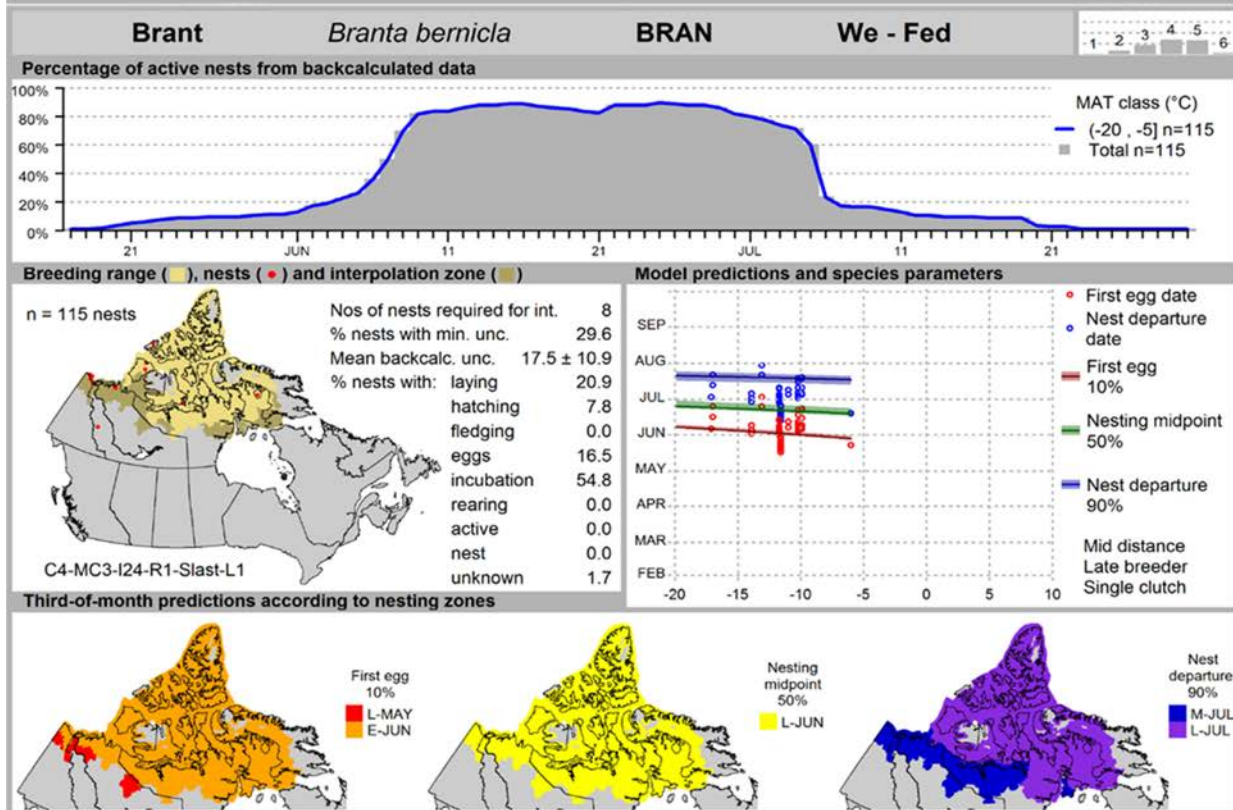 Brant Branta bernicla BRAN We - Fed
1 2 3 4 5 6
Percentage of active nests from backcalculated data
100%
80%
60%
40%
20%
0%
21 JUN 11 21 JUL 11 21
MAT class (°C)
(-20 , -5] n=115
Total n=115
Breeding range ( ), nests ( ) and interpolation zone ( )
n = 115 nests
Nos of nests required for int. 8
% nests with min. unc. 29.6
Mean backcalc. unc. 17.5 ± 10.9
% nests with: laying 20.9
hatching 7.8
fledging 0.0
eggs 16.5
incubation 54.8
rearing 0.0
active 0.0
nest 0.0
unknown 1.7
C4-MC3-I24-R1-Slast-L1
Model predictions and species parameters
SEP
AUG
JUL
JUN
MAY
APR
MAR
FEB
-20 -15 -10 -5 0 5 10
First egg date
Nest departure
date
First egg
10%
Nesting midpoint
50%
Nest departure
90%
Mid distance
Late breeder
Single clutch
Third-of-month predictions according to nesting zones
First egg
10%
L-MAY
E-JUN
Nesting
midpoint
50%
L-JUN
Nest
departure
90%
M-JUL
L-JUL